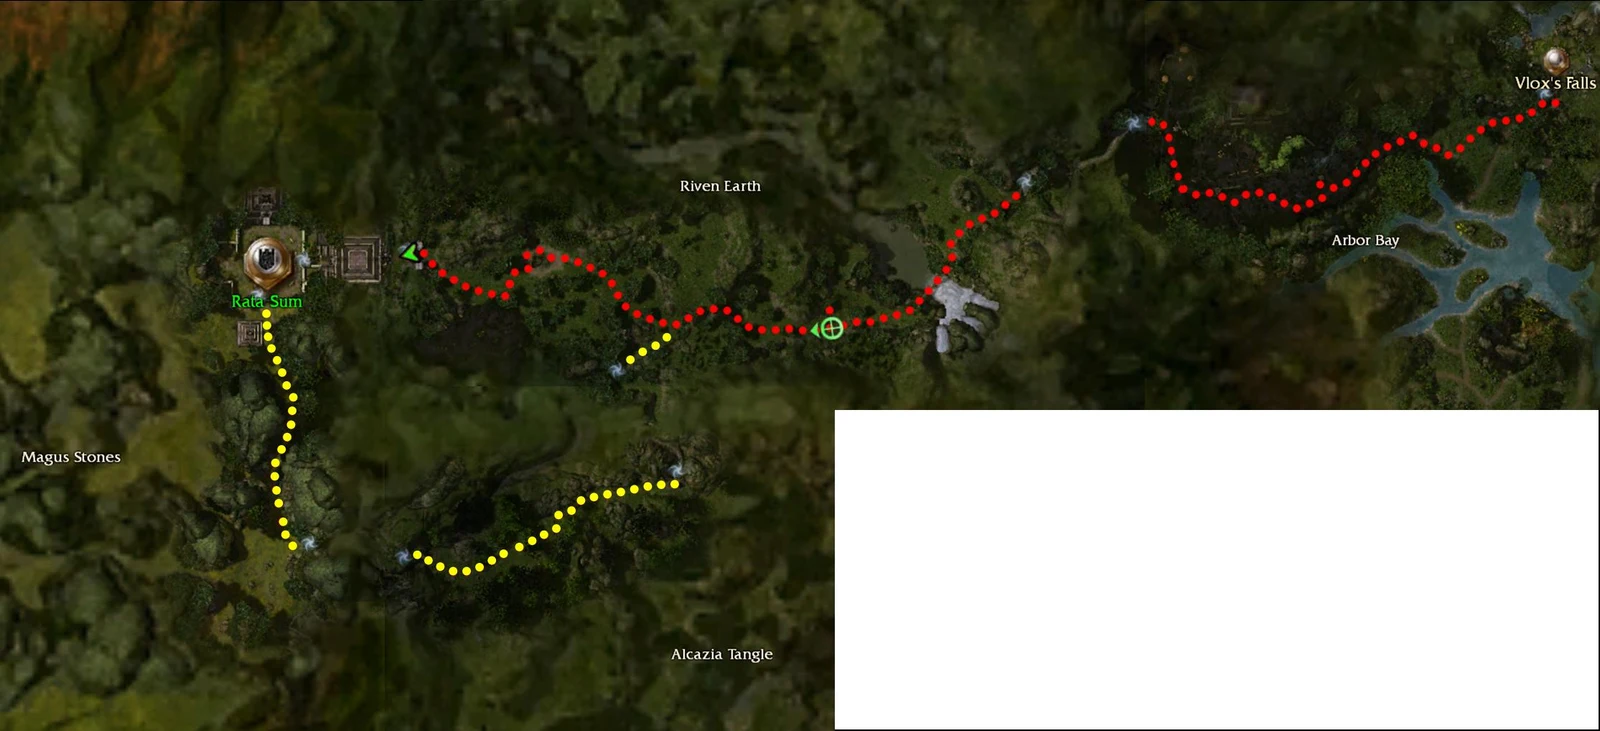 Vlox's Falls
Riven Earth
Arbor Bay
Rata Sum
Magus Stones
Alcazia Tangle